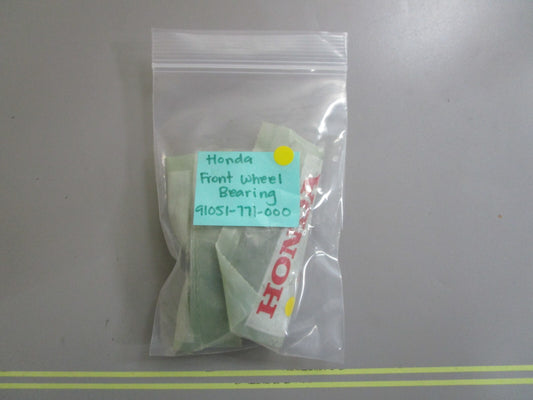 Honda
Front Wheel
Bearing
91051-771-000
HONDA